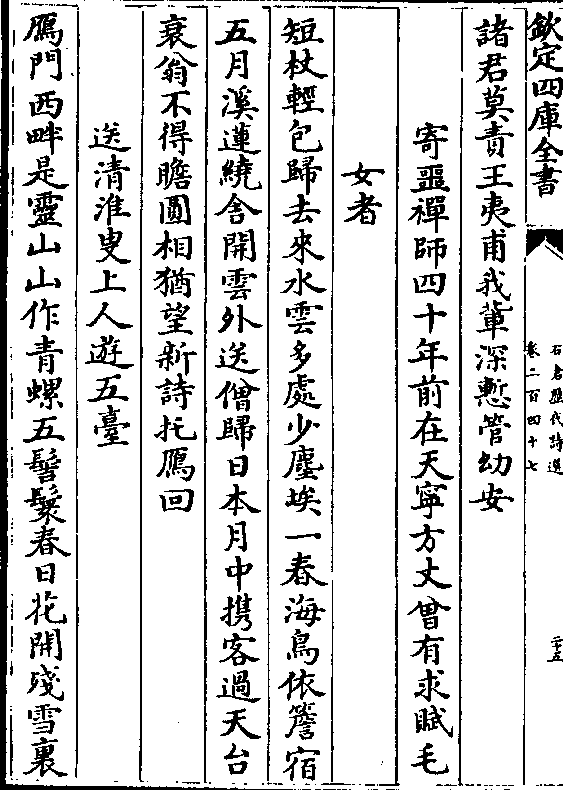 欽定四庫全書
石倉歷代詩選
卷二百四十七
二十五
諸君莫責王夷甫我輩深慙管幼安
寄噩禪師四十年前在天寧方丈曾有求賦毛
女者
短杖輕包歸去來水雲多處少塵埃一春海鳥依簷宿
五月溪蓮繞舍開雲外送僧歸日本月中携客過天台
衰翁不得瞻圓相猶望新詩托鴈回
送清淮叟上人遊五臺
鴈門西畔是靈山山作青螺五髻鬟春日花開殘雪裏